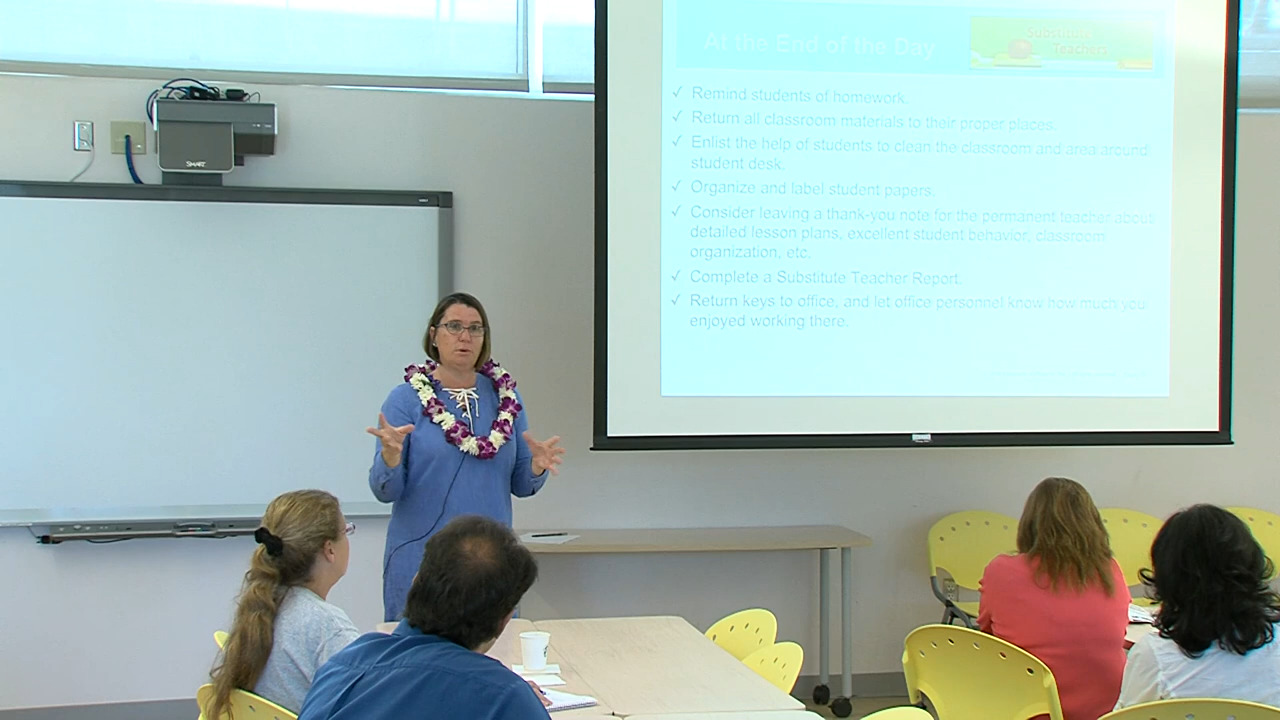 At the End of the Day
Substitute
Teachers
✓ Remind students of homework.
✓ Return all classroom materials to their proper places.
✓ Enlist the help of students to clean the classroom and area around
student desk.
✓ Organize and label student papers.
✓ Consider leaving a thank-you note for the permanent teacher about
detailed lesson plans, excellent student behavior, classroom
organization, etc.
✓ Complete a Substitute Teacher Report.
✓ Return keys to office, and let office personnel know how much you
enjoyed working there.
SMART